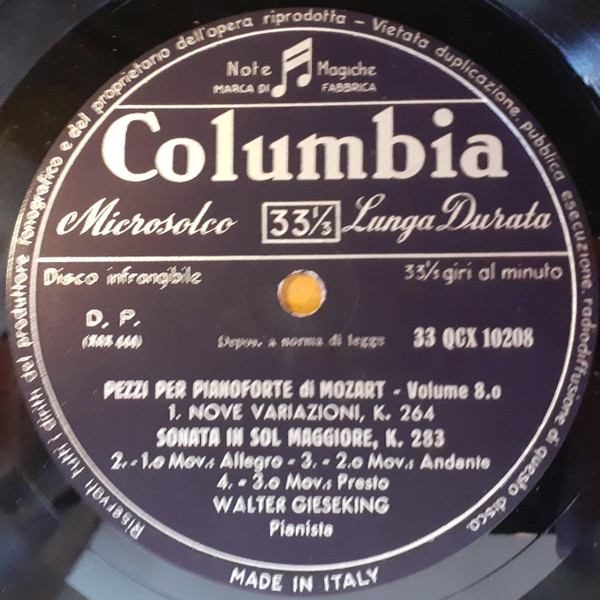 Riservati tutti i diritti del produttore fonografico e del proprietario dell'opera riprodotta - Vietata duplicazione, pubblica esecuzione, radiodiffusione di questo disco.
Note Magiche
MARCA DI FABBRICA
Columbia
Microsolco 33⅓ Lunga Durata
Disco infrangibile 33⅓ giri al minuto
D. P.
Depos. a norma di legge 33 QCX 10208
PEZZI PER PIANOFORTE di MOZART - Volume 8.o
1. NOVE VARIAZIONI, K. 264
SONATA IN SOL MAGGIORE, K. 283
2. - 1.o Mov.: Allegro - 3. - 2.o Mov: Andante
4. - 3.o Mov: Presto
WALTER GIESEKING
Pianista
MADE IN ITALY